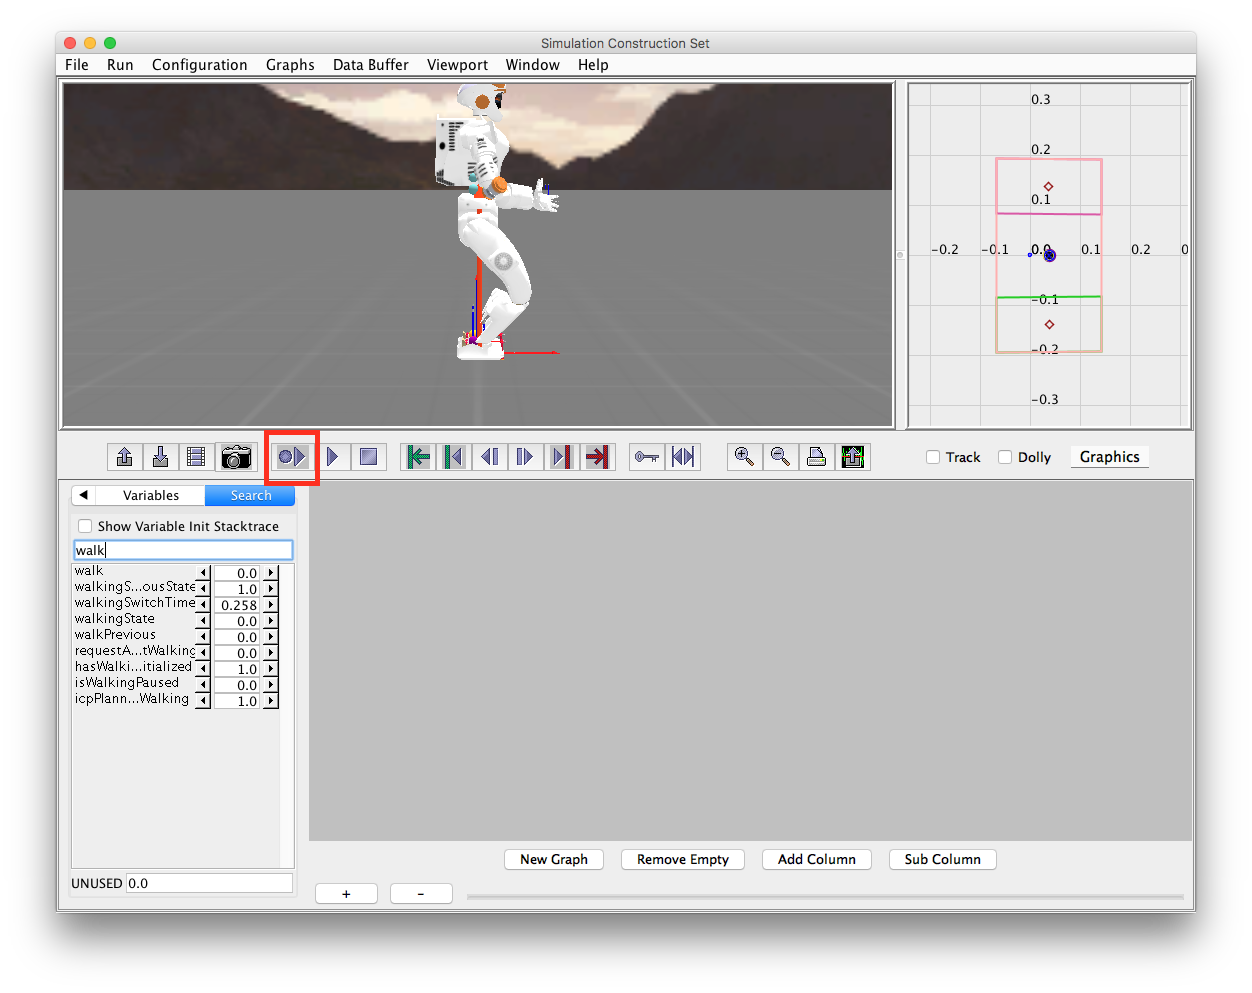 Simulation Construction Set
File Run Configuration Graphs Data Buffer Viewport Window Help
0.3
0.2
0.1
-0.2 -0.1 0.0 0.1 0.2 0
-0.1
-0.2
-0.3
Track Dolly Graphics
Variables Search
Show Variable Init Stacktrace
walk
walk 0.0
walkingS...ousState 1.0
walkingSwitchTime 0.258
walkingState 0.0
walkPrevious 0.0
requestA...tWalking 0.0
hasWalki...itialized 1.0
isWalkingPaused 0.0
icpPlann...Walking 1.0
New Graph Remove Empty Add Column Sub Column
UNUSED 0.0
+ -